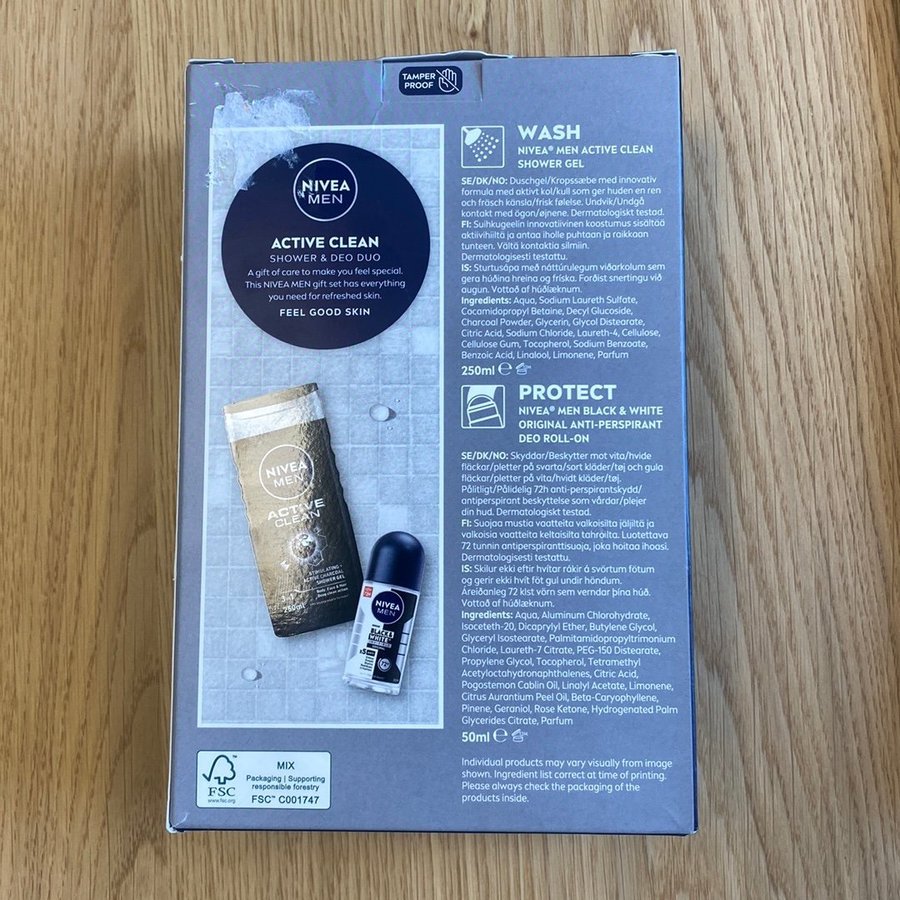 TAMPER
PROOF
NIVEA
MEN
ACTIVE CLEAN
SHOWER & DEO DUO
A gift of care to make you feel special.
This NIVEA MEN gift set has everything
you need for refreshed skin.
FEEL GOOD SKIN
NIVEA
MEN
ACTIVE
CLEAN
STIMULATING
ACTIVE CHARCOAL
SHOWER GEL
3in1
250ml
NIVEA
MEN
BLACK&
WHITE
FSC
www.fsc.org
MIX
Packaging | Supporting
responsible forestry
FSC™ C001747
WASH
NIVEA® MEN ACTIVE CLEAN
SHOWER GEL
SE/DK/NO: Duschgel/Kropssæbe med innovativ
formula med aktivt kol/kull som ger huden en ren
och fräsch känsla/frisk følelse. Undvik/Undgå
kontakt med ögon/øjnene. Dermatologiskt testad.
FI: Suihkugeelin innovatiivinen koostumus sisältää
aktiivihiiltä ja antaa iholle puhtaan ja raikkaan
tunteen. Vältä kontaktia silmiin.
Dermatologisesti testattu.
IS: Sturtusápa með náttúrulegum viðarkolum sem
gera húðina hreina og fríska. Forðist snertingu við
augun. Vottað af húðlæknum.
Ingredients: Aqua, Sodium Laureth Sulfate,
Cocamidopropyl Betaine, Decyl Glucoside,
Charcoal Powder, Glycerin, Glycol Distearate,
Citric Acid, Sodium Chloride, Laureth-4, Cellulose,
Cellulose Gum, Tocopherol, Sodium Benzoate,
Benzoic Acid, Linalool, Limonene, Parfum
250ml ℮
PROTECT
NIVEA® MEN BLACK & WHITE
ORIGINAL ANTI-PERSPIRANT
DEO ROLL-ON
SE/DK/NO: Skyddar/Beskytter mot vita/hvide
fläckar/pletter på svarta/sort kläder/tøj och gula
fläckar/pletter på vita/hvidt kläder/tøj.
Pålitligt/Pålidelig 72h anti-perspirantskydd/
antiperspirant beskyttelse som vårdar/plejer
din hud. Dermatologiskt testad.
FI: Suojaa mustia vaatteita valkoisilta jäljiltä ja
valkoisia vaatteita keltaisilta tahroilta. Luotettava
72 tunnin antiperspiranttisuoja, joka hoitaa ihoasi.
Dermatologisesti testattu.
IS: Skilur ekki eftir hvítar rákir á svörtum fötum
og gerir ekki hvít föt gul undir höndum.
Áreiðanleg 72 klst vörn sem verndar þína húð.
Vottað af húðlæknum.
Ingredients: Aqua, Aluminum Chlorohydrate,
Isoceteth-20, Dicaprylyl Ether, Butylene Glycol,
Glyceryl Isostearate, Palmitamidopropyltrimonium
Chloride, Laureth-7 Citrate, PEG-150 Distearate,
Propylene Glycol, Tocopherol, Tetramethyl
Acetyloctahydronaphthalenes, Citric Acid,
Pogostemon Cablin Oil, Linalyl Acetate, Limonene,
Citrus Aurantium Peel Oil, Beta-Caryophyllene,
Pinene, Geraniol, Rose Ketone, Hydrogenated Palm
Glycerides Citrate, Parfum
50ml ℮
Individual products may vary visually from image
shown. Ingredient list correct at time of printing.
Please always check the packaging of the
products inside.